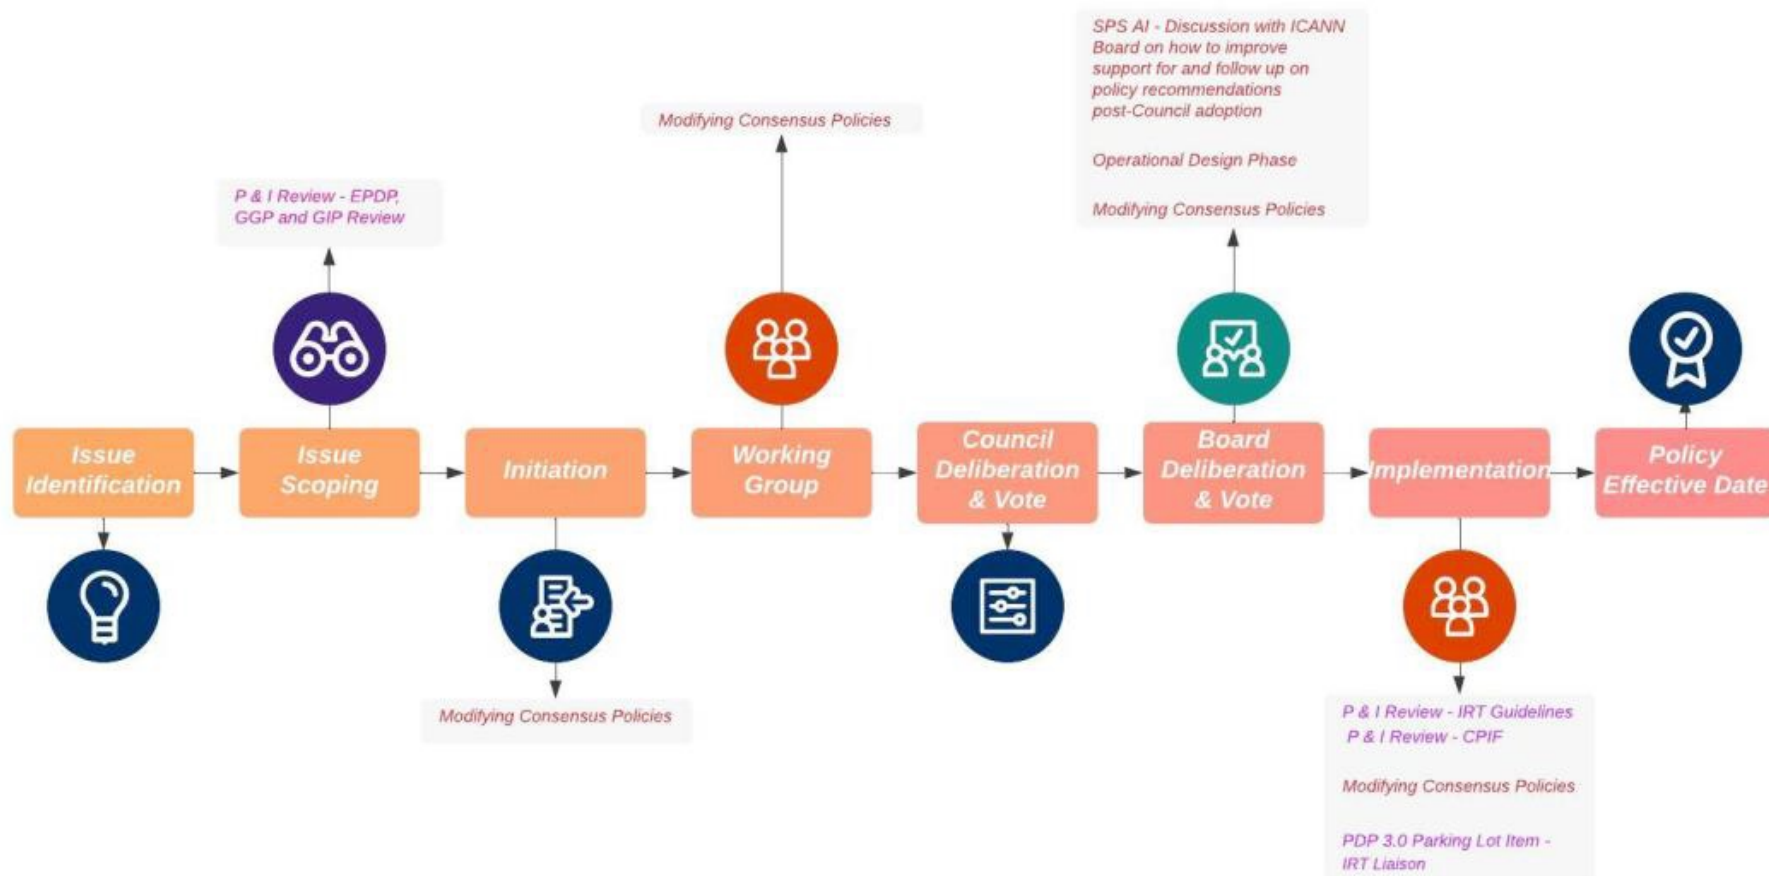 SPS AI - Discussion with ICANN
Board on how to improve
support for and follow up on
policy recommendations
post-Council adoption
Operational Design Phase
Modifying Consensus Policies
Modifying Consensus Policies
P & I Review - EPDP,
GGP and GIP Review
Issue
Identification
Issue
Scoping
Initiation
Working
Group
Council
Deliberation
& Vote
Board
Deliberation
& Vote
Implementation
Policy
Effective Date
Modifying Consensus Policies
P & I Review - IRT Guidelines
P & I Review - CPIF
Modifying Consensus Policies
PDP 3.0 Parking Lot Item -
IRT Liaison